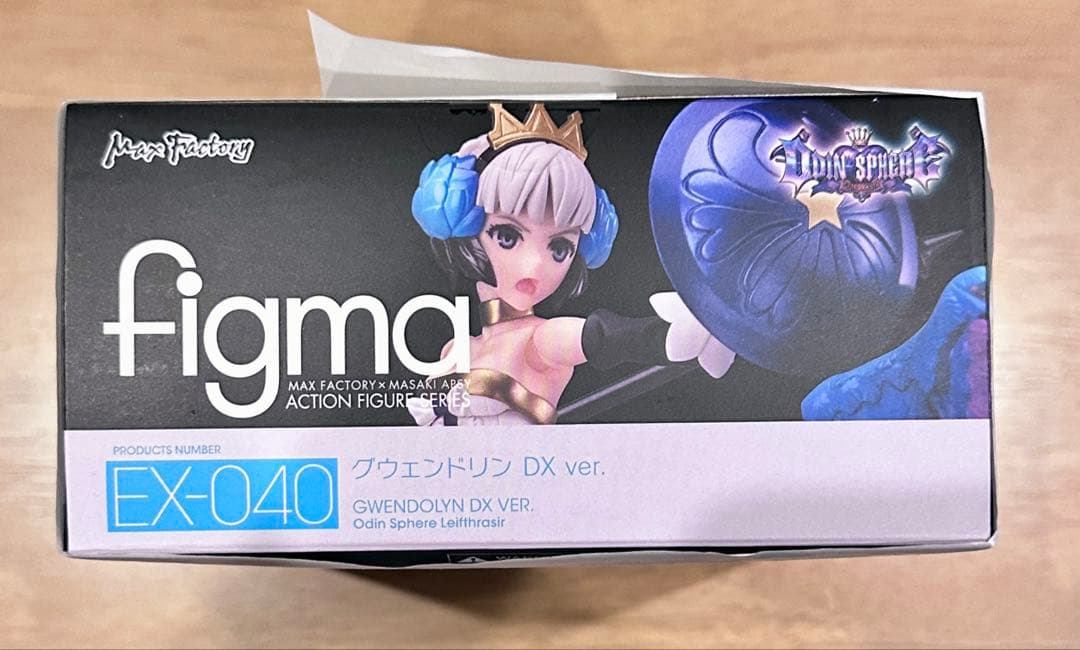 Max Factory
ODIN SPHERE
figma
MAX FACTORY × MASAKI APSY
ACTION FIGURE SERIES
PRODUCTS NUMBER
EX-040
グウェンドリン DX ver.
GWENDOLYN DX VER.
Odin Sphere Leifthrasir